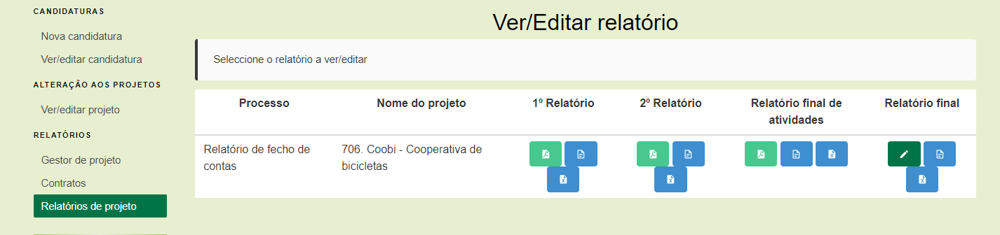 CANDIDATURAS
Nova candidatura
Ver/editar candidatura
ALTERAÇÃO AOS PROJETOS
Ver/editar projeto
RELATÓRIOS
Gestor de projeto
Contratos
Relatórios de projeto
Ver/Editar relatório
Seleccione o relatório a ver/editar
Processo
Nome do projeto
1º Relatório
2º Relatório
Relatório final de
atividades
Relatório final
Relatório de fecho de
contas
706. Coobi - Cooperativa de
bicicletas